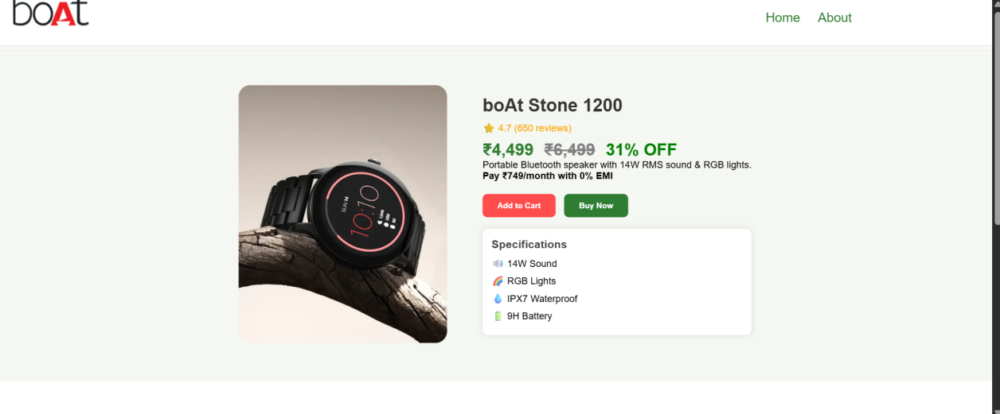 boAt
Home About
boAt Stone 1200
⭐ 4.7 (650 reviews)
₹4,499 ₹6,499 31% OFF
Portable Bluetooth speaker with 14W RMS sound & RGB lights.
Pay ₹749/month with 0% EMI
Add to Cart Buy Now
Specifications
🔊 14W Sound
🌈 RGB Lights
💧 IPX7 Waterproof
🔋 9H Battery
SUN 14
10:10